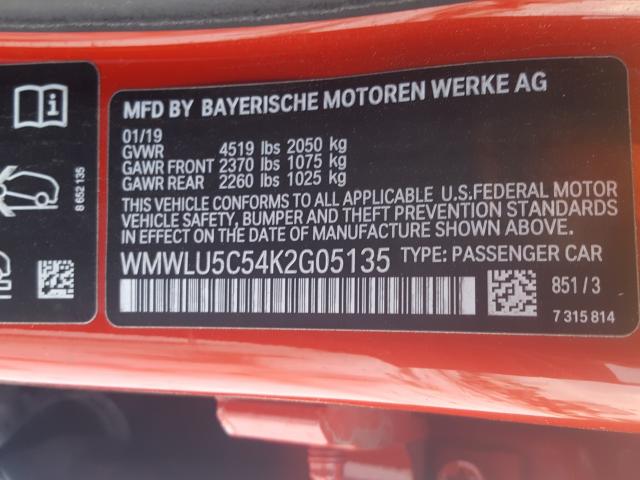 MFD BY BAYERISCHE MOTOREN WERKE AG
01/19
GVWR 4519 lbs 2050 kg
GAWR FRONT 2370 lbs 1075 kg
GAWR REAR 2260 lbs 1025 kg
THIS VEHICLE CONFORMS TO ALL APPLICABLE U.S.FEDERAL MOTOR
VEHICLE SAFETY, BUMPER AND THEFT PREVENTION STANDARDS
IN EFFECT ON THE DATE OF MANUFACTURE SHOWN ABOVE.
WMWLU5C54K2G05135 TYPE: PASSENGER CAR
851/3
7 315 814
8 652 135